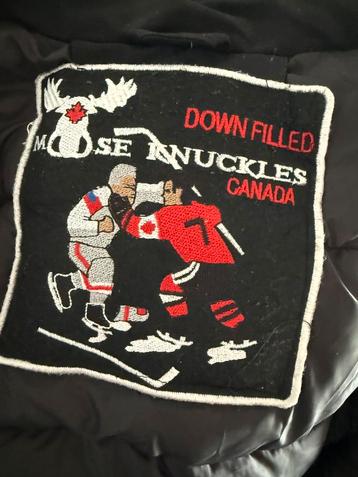 DOWN FILLED
MOOSE KNUCKLES
CANADA
7